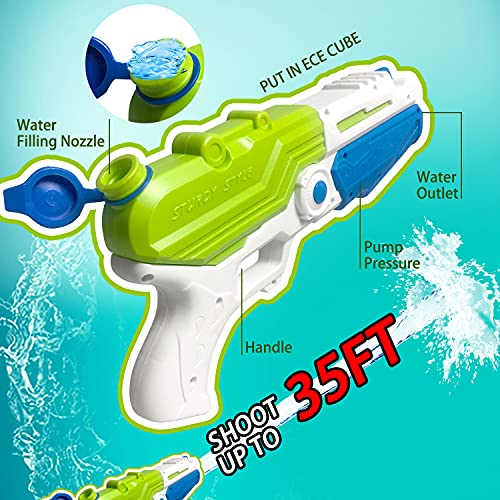 PUT IN ECE CUBE
Water
Filling Nozzle
STURDY STYLE
Water
Outlet
Pump
Pressure
Handle
SHOOT
UP TO
35FT